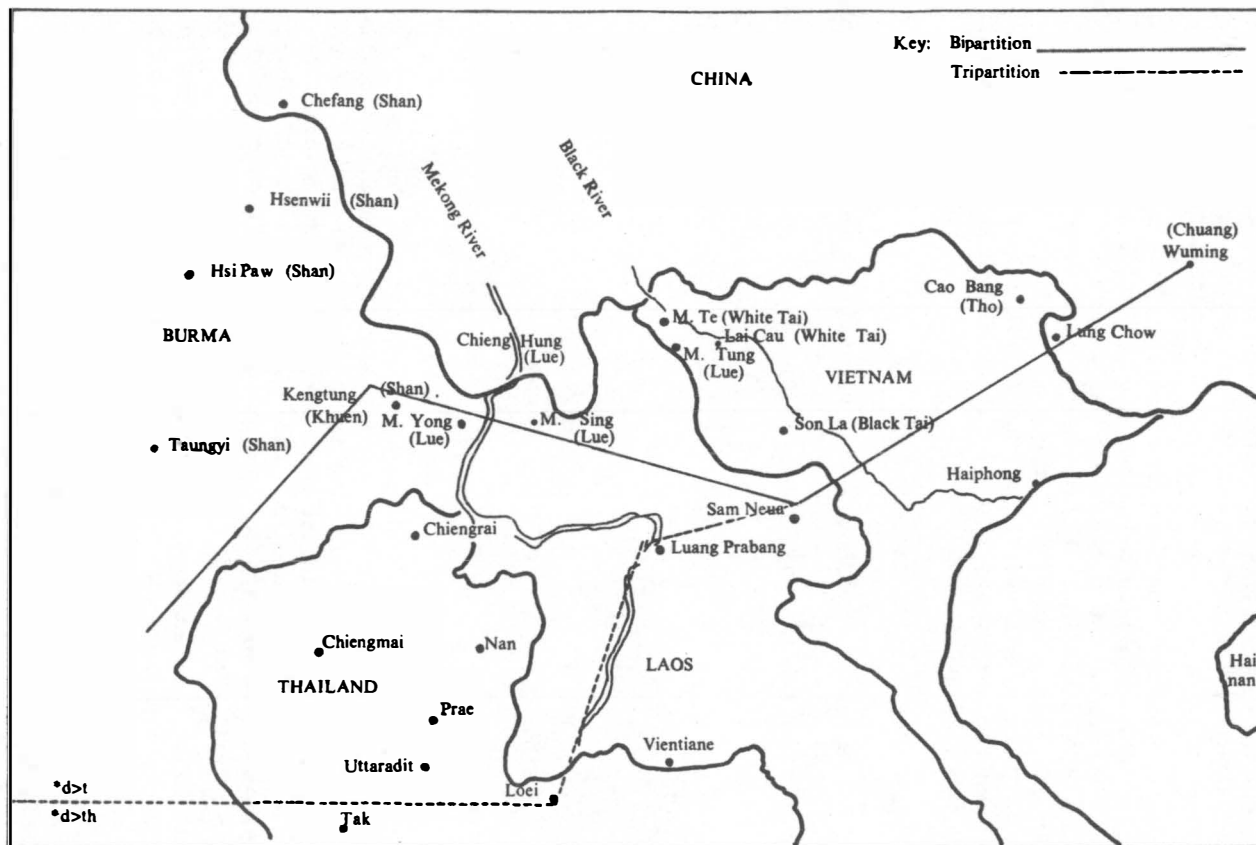 Key: Bipartition
Tripartition
CHINA
Chefang (Shan)
Black River
Mekong River
Hsenwii (Shan)
(Chuang)
Wuming
Hsi Paw (Shan)
Cao Bang
(Tho)
BURMA
M. Te (White Tai)
Lai Cau (White Tai)
Lung Chow
Chieng Hung
(Lue)
M. Tung
(Lue)
VIETNAM
Kengtung (Shan)
(Khuen)
M. Yong
(Lue)
M. Sing
(Lue)
Son La (Black Tai)
Taungyi (Shan)
Haiphong
Sam Neua
Chiengrai
Luang Prabang
Chiengmai
Nan
LAOS
Hai
nan
THAILAND
Prae
Vientiane
Uttaradit
Loei
*d>t
*d>th
Tak